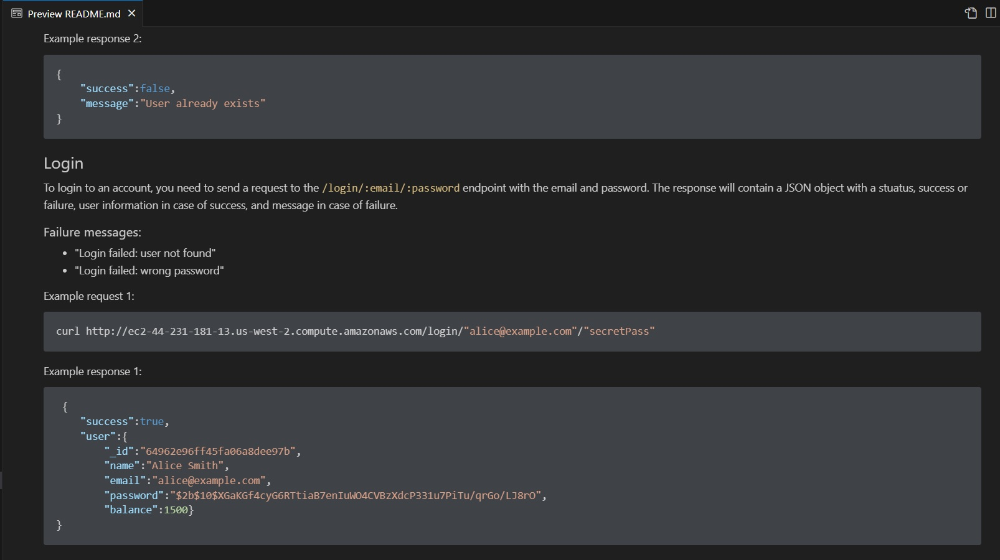 Preview README.md
Example response 2:
{
    "success":false,
    "message":"User already exists"
}
Login
To login to an account, you need to send a request to the /login/:email/:password endpoint with the email and password. The response will contain a JSON object with a stuatus, success or
failure, user information in case of success, and message in case of failure.
Failure messages:
• "Login failed: user not found"
• "Login failed: wrong password"
Example request 1:
curl http://ec2-44-231-181-13.us-west-2.compute.amazonaws.com/login/"alice@example.com"/"secretPass"
Example response 1:
 {
    "success":true,
    "user":{
        "_id":"64962e96ff45fa06a8dee97b",
        "name":"Alice Smith",
        "email":"alice@example.com",
        "password":"$2b$10$XGaKGf4cyG6RTtiaB7enIuWO4CVBzXdcP331u7PiTu/qrGo/LJ8rO",
        "balance":1500}
}